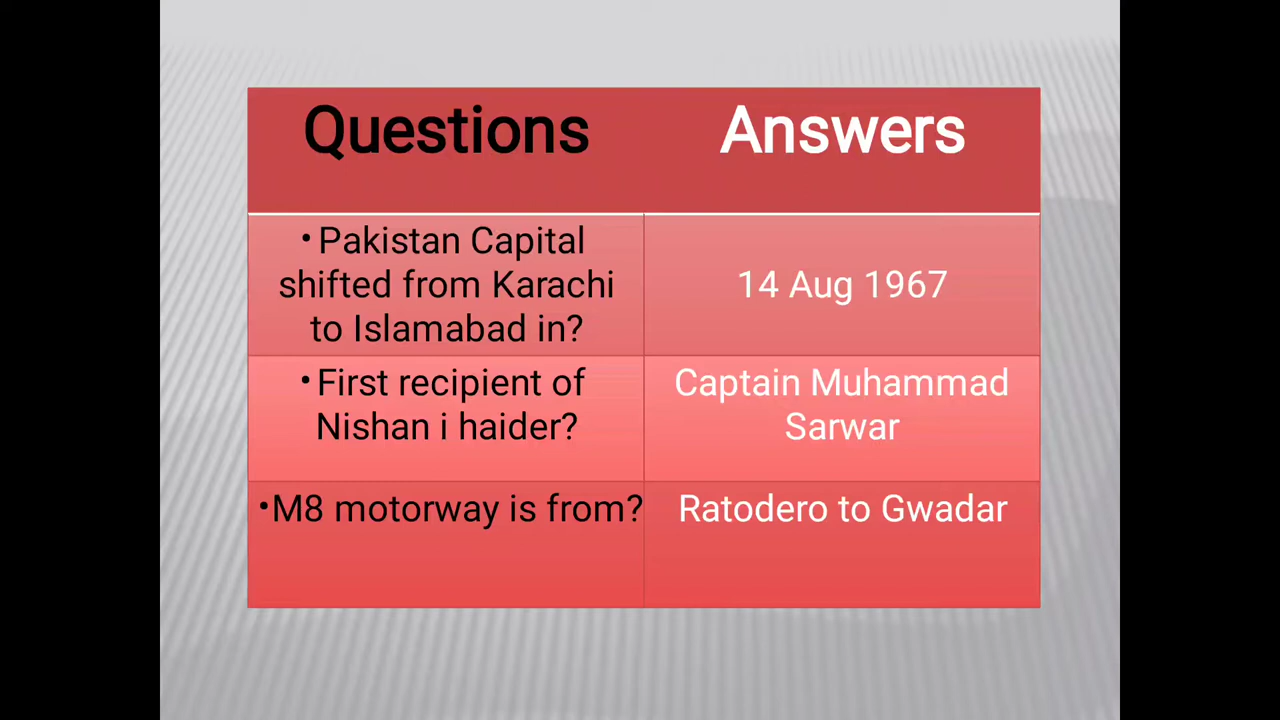 Questions
Answers
•Pakistan Capital
shifted from Karachi
to Islamabad in?
14 Aug 1967
•First recipient of
Nishan i haider?
Captain Muhammad
Sarwar
•M8 motorway is from?
Ratodero to Gwadar